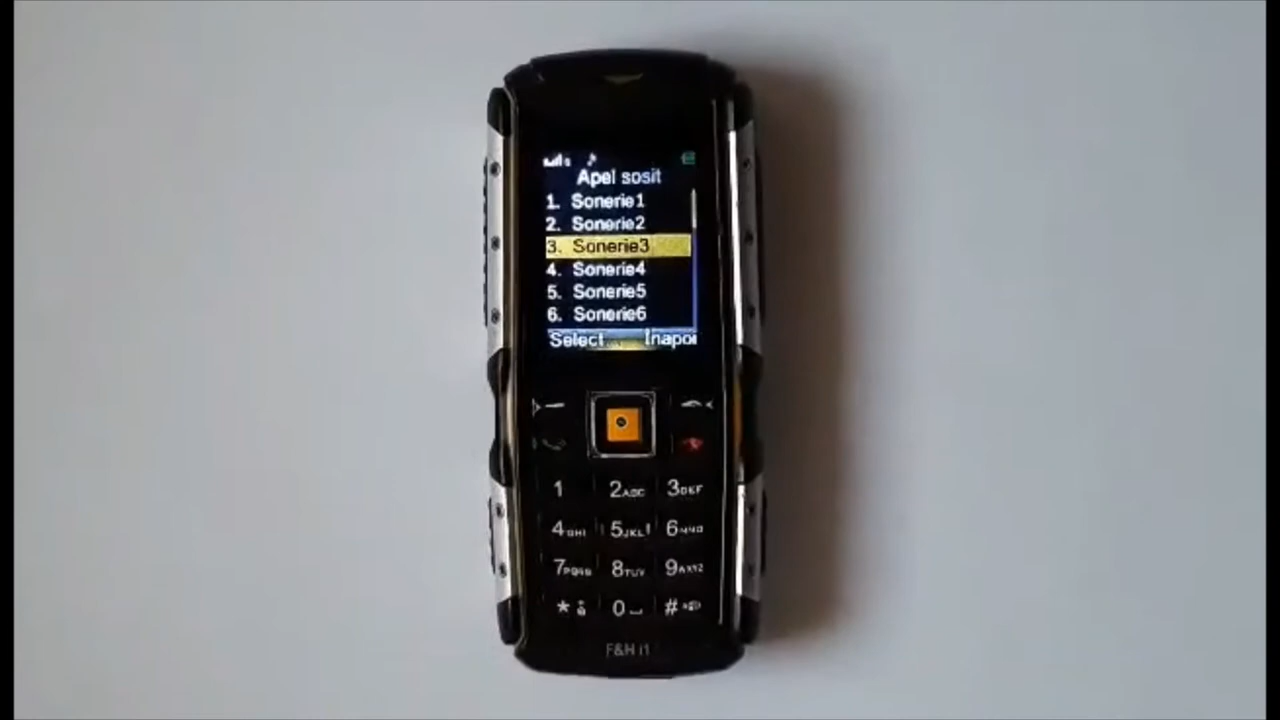 Apel sosit
1. Sonerie1
2. Sonerie2
3. Sonerie3
4. Sonerie4
5. Sonerie5
6. Sonerie6
Select Inapoi
1 2ABC 3DEF
4GHI 5JKL 6MNO
7PQRS 8TUV 9WXYZ
* 0 #
F&H i1